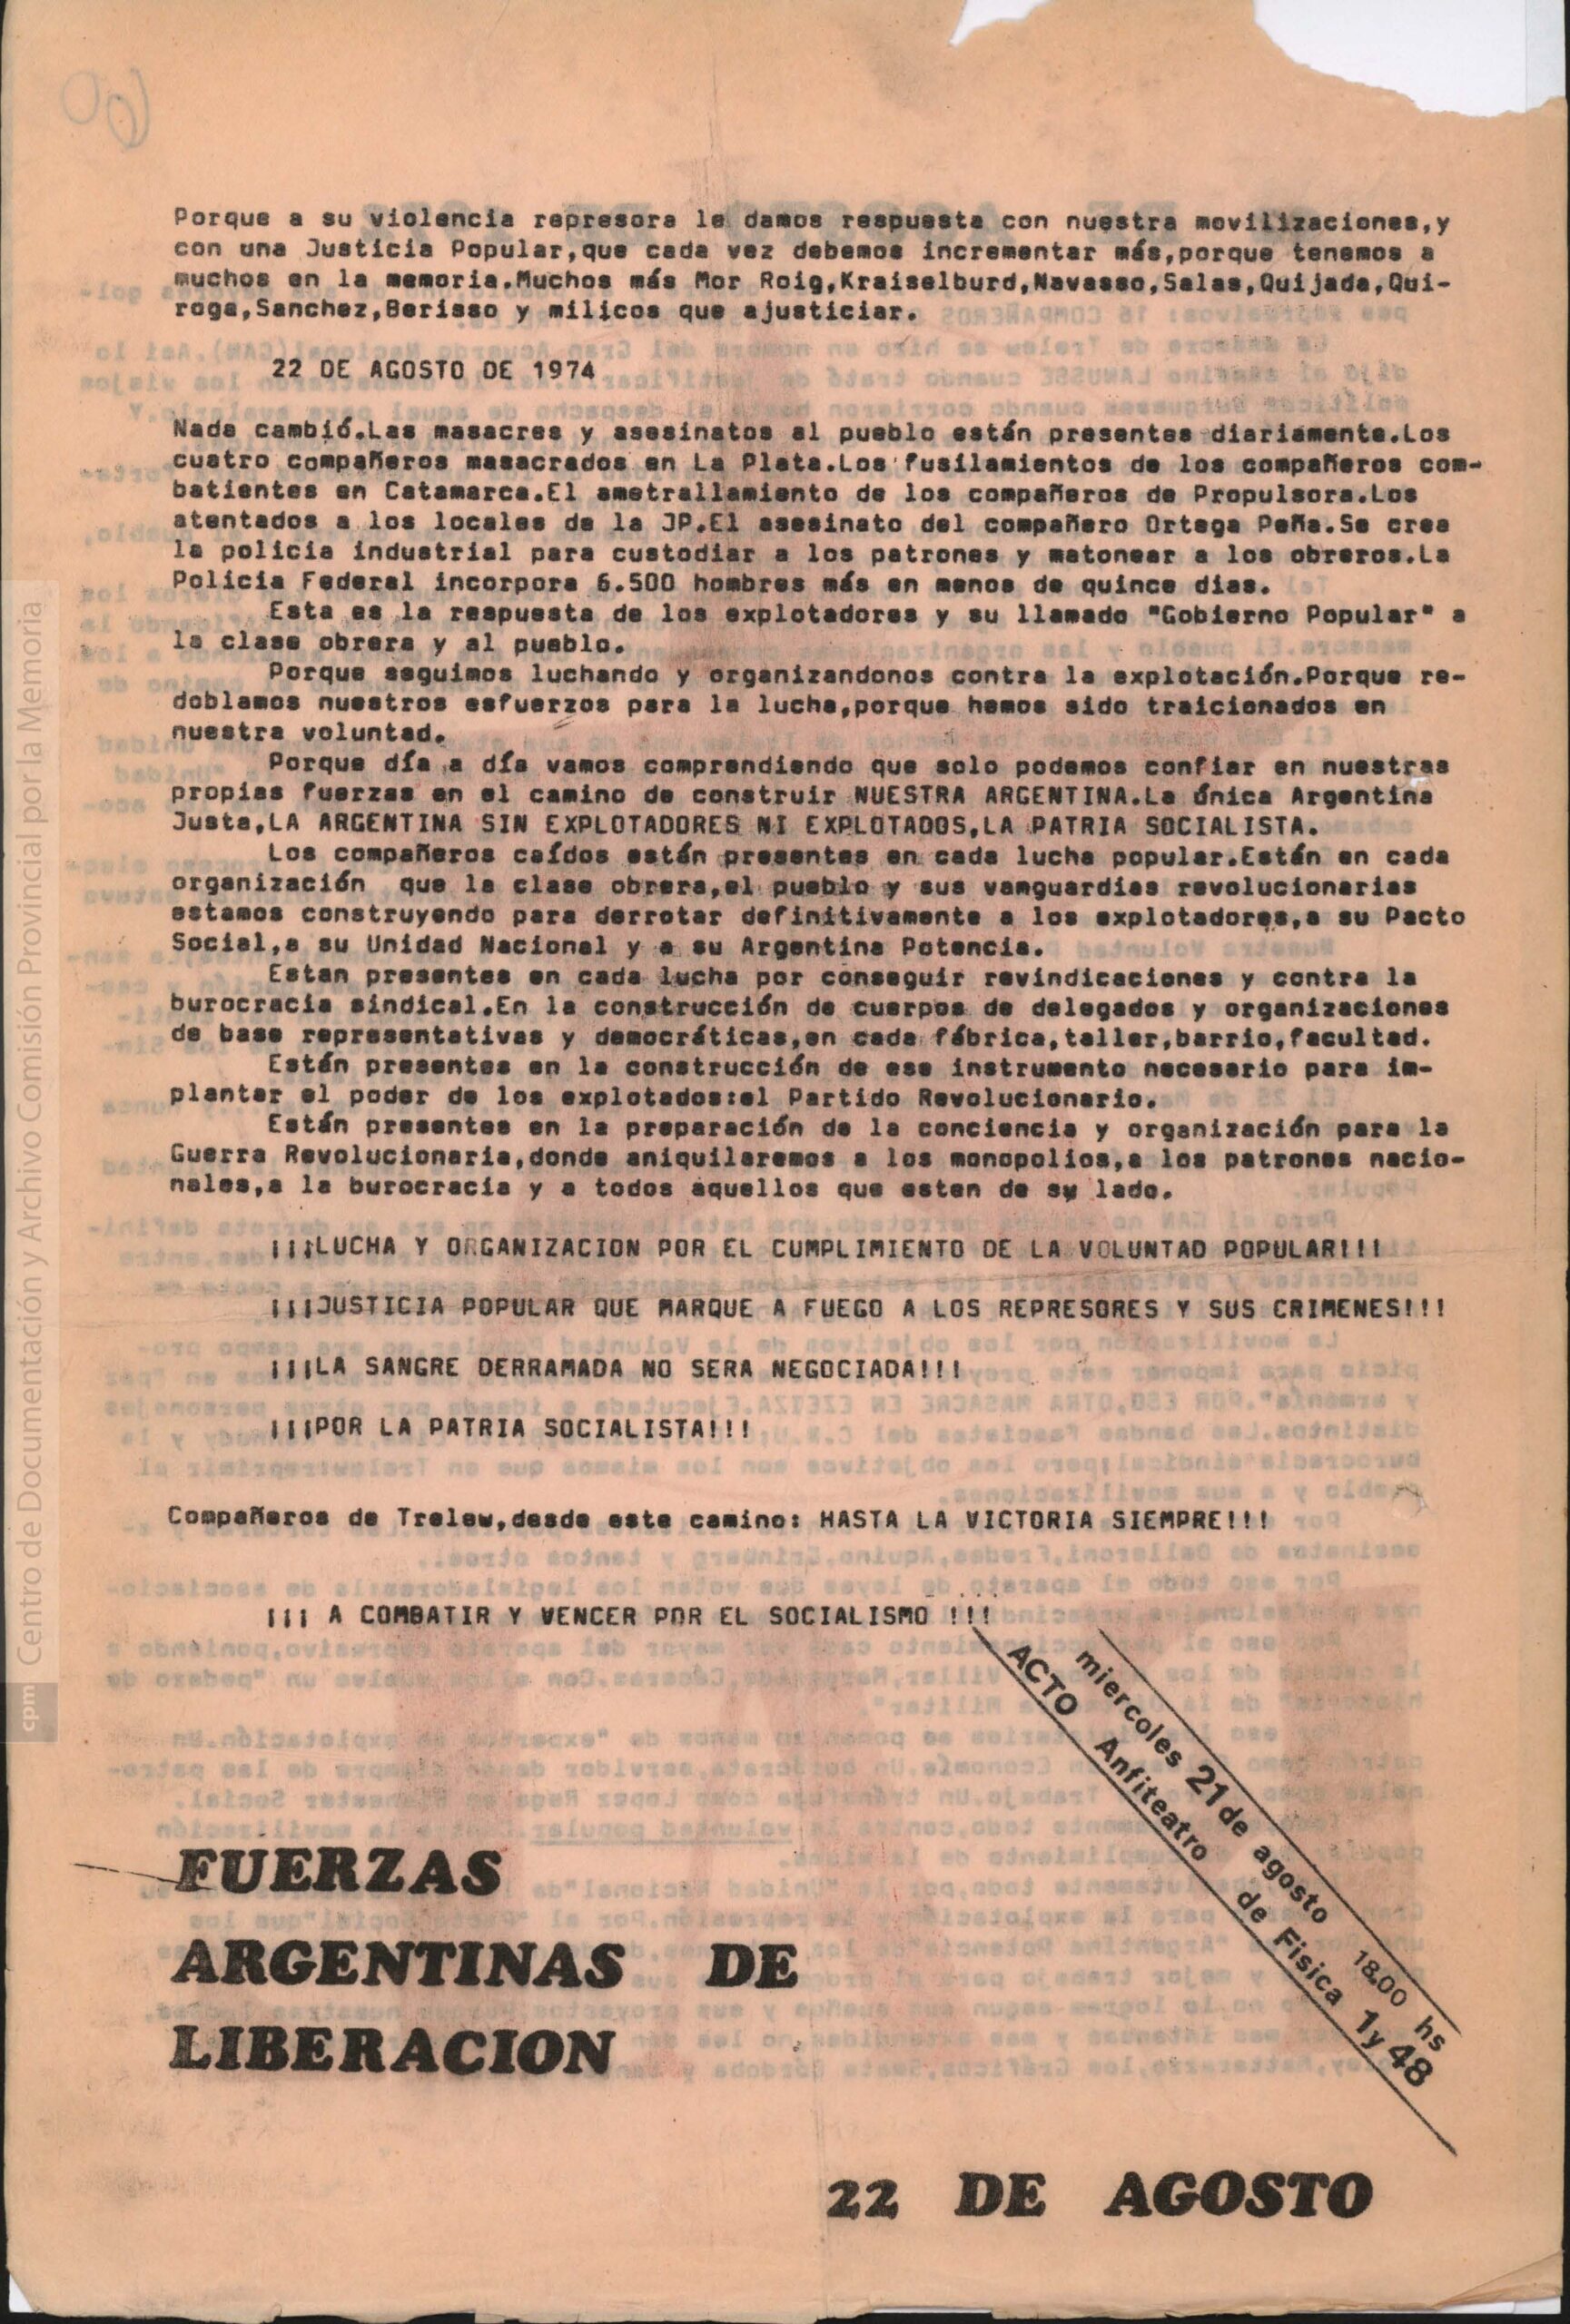 Porque a su violencia represora le damos respuesta con nuestra movilizaciones,y
con una Justicia Popular,que cada vez debemos incrementar más,porque tenemos a
muchos en la memoria.Muchos más Mor Roig,Kraiselburd,Navasso,Salas,Quijada,Qui-
roga,Sanchez,Berisso y milicos que ajusticiar.
22 DE AGOSTO DE 1974
Nada cambió.Las masacres y asesinatos al pueblo están presentes diariamente.Los
cuatro compañeros masacrados en La Plata.Los fusilamientos de los compañeros com-
batientes en Catamarca.El ametrallamiento de los compañeros de Propulsora.Los
atentados a los locales de la JP.El asesinato del compañero Ortega Peña.Se crea
la policia industrial para custodiar a los patrones y matonear a los obreros.La
Policia Federal incorpora 6.500 hombres más en menos de quince dias.
Esta es la respuesta de los explotadores y su llamado "Gobierno Popular" a
la clase obrera y al pueblo.
Porque seguimos luchando y organizandonos contra la explotación.Porque re-
doblamos nuestros esfuerzos para la lucha,porque hemos sido traicionados en
nuestra voluntad.
Porque día a día vamos comprendiendo que solo podemos confiar en nuestras
propias fuerzas en el camino de construir NUESTRA ARGENTINA.La única Argentina
Justa,LA ARGENTINA SIN EXPLOTADORES NI EXPLOTADOS,LA PATRIA SOCIALISTA.
Los compañeros caídos están presentes en cada lucha popular.Están en cada
organización que la clase obrera,el pueblo y sus vanguardias revolucionarias
estamos construyendo para derrotar definitivamente a los explotadores,a su Pacto
Social,a su Unidad Nacional y a su Argentina Potencia.
Estan presentes en cada lucha por conseguir revindicaciones y contra la
burocracia sindical.En la construcción de cuerpos de delegados y organizaciones
de base representativas y democráticas,en cada fábrica,taller,barrio,facultad.
Están presentes en la construcción de ese instrumento necesario para im-
plantar el poder de los explotados:el Partido Revolucionario.
Están presentes en la preparación de la conciencia y organización para la
Guerra Revolucionaria,donde aniquilaremos a los monopolios,a los patrones nacio-
nales,a la burocracia y a todos aquellos que esten de su lado.
¡¡¡LUCHA Y ORGANIZACION POR EL CUMPLIMIENTO DE LA VOLUNTAD POPULAR!!!
¡¡¡JUSTICIA POPULAR QUE MARQUE A FUEGO A LOS REPRESORES Y SUS CRIMENES!!!
¡¡¡LA SANGRE DERRAMADA NO SERA NEGOCIADA!!!
¡¡¡POR LA PATRIA SOCIALISTA!!!
Compañeros de Trelew,desde este camino: HASTA LA VICTORIA SIEMPRE!!!
¡¡¡ A COMBATIR Y VENCER POR EL SOCIALISMO !!!
miercoles 21 de agosto 18.00 hs
ACTO Anfiteatro de Fisica 1 y 48
FUERZAS
ARGENTINAS DE
LIBERACION
22 DE AGOSTO
cpm Centro de Documentación y Archivo Comisión Provincial por la Memoria